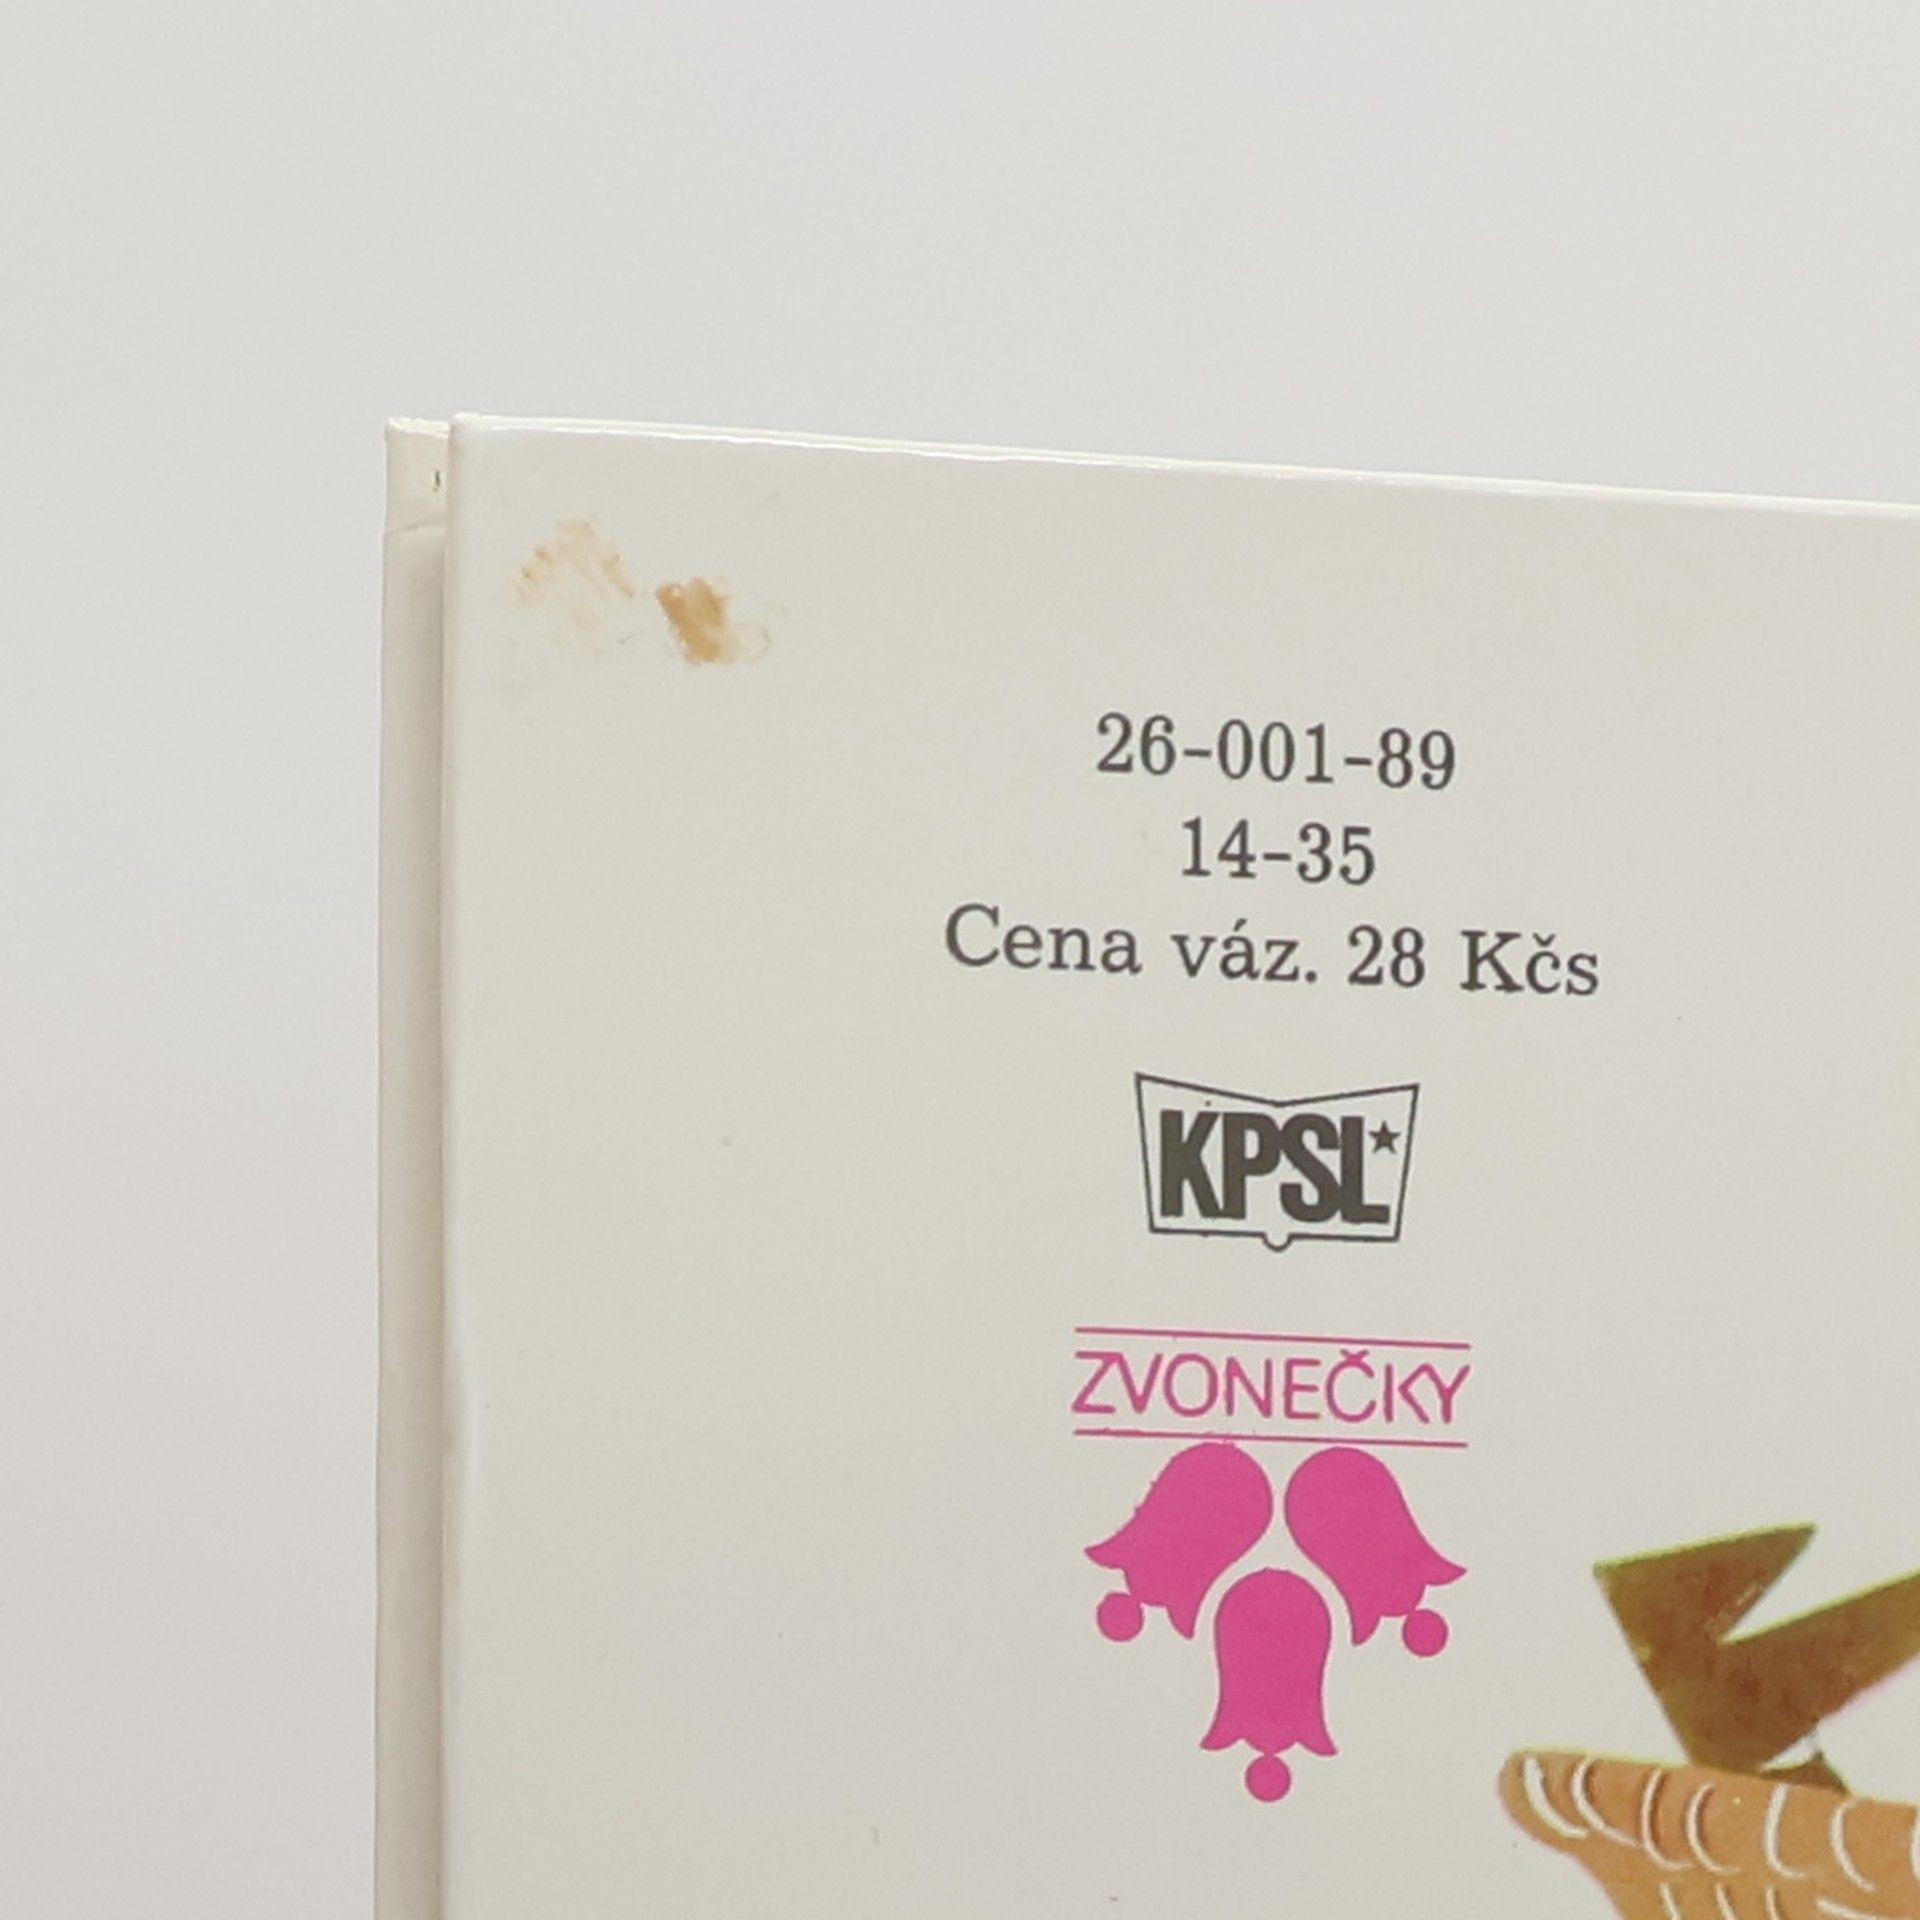 26-001-89
14-35
Cena váz. 28 Kčs
KPSL
ZVONEČKY